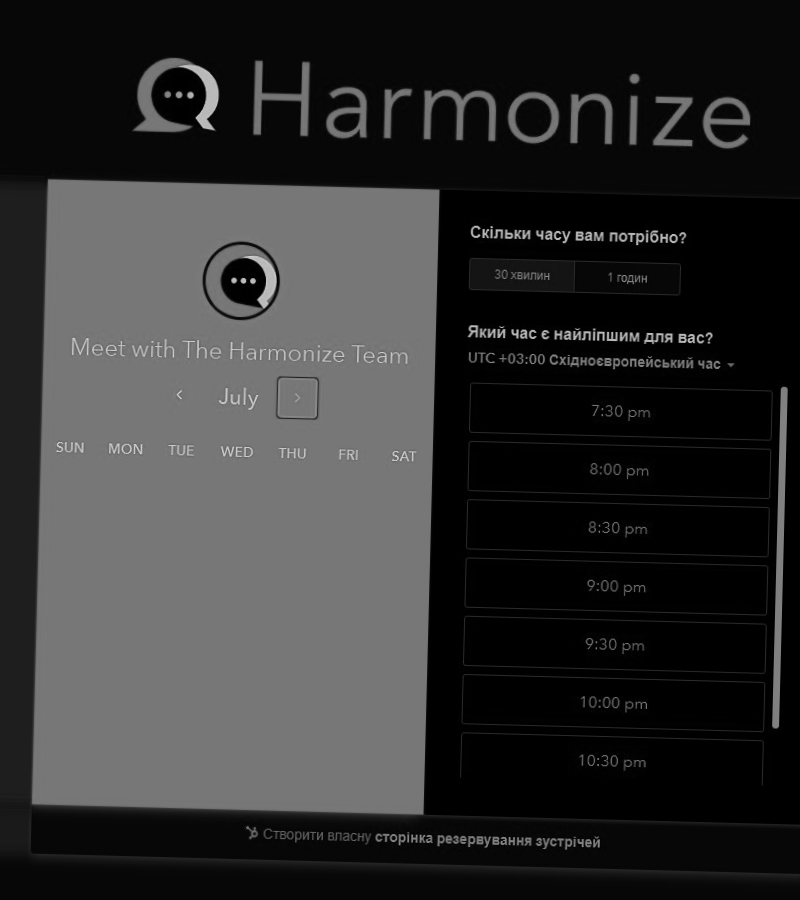 Harmonize
Meet with The Harmonize Team
July
SUN MON TUE WED THU FRI SAT
Скільки часу вам потрібно?
30 хвилин 1 годин
Який час є найліпшим для вас?
UTC +03:00 Східноєвропейський час
7:30 pm
8:00 pm
8:30 pm
9:00 pm
9:30 pm
10:00 pm
10:30 pm
Створити власну сторінка резервування зустрічей